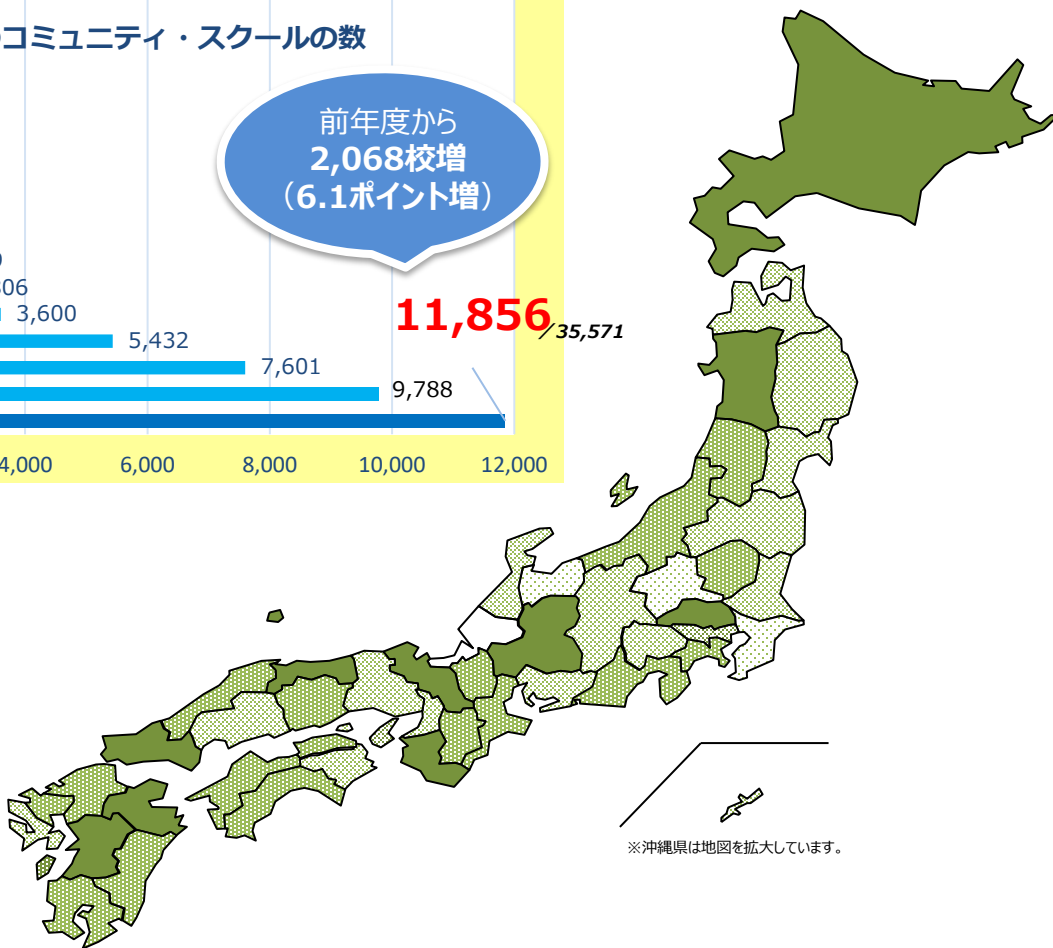 コミュニティ・スクールの数
前年度から
2,068校増
（6.1ポイント増）
3,600
11,856
/35,571
5,432
7,601
9,788
6,000
8,000
10,000
12,000
※沖縄県は地図を拡大しています。